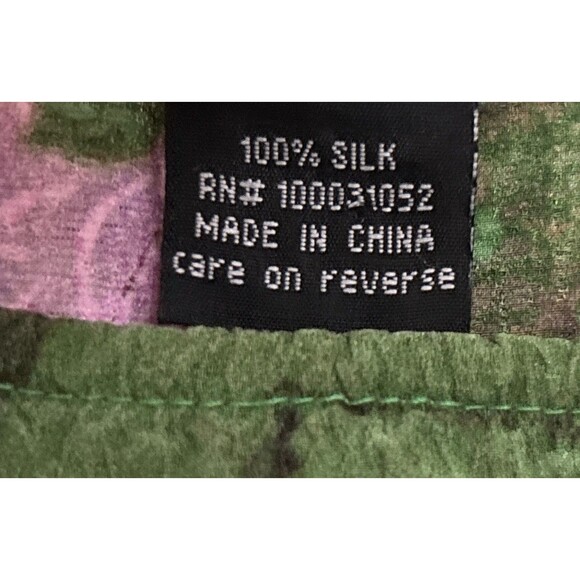 100% SILK
RN# 100031052
MADE IN CHINA
care on reverse